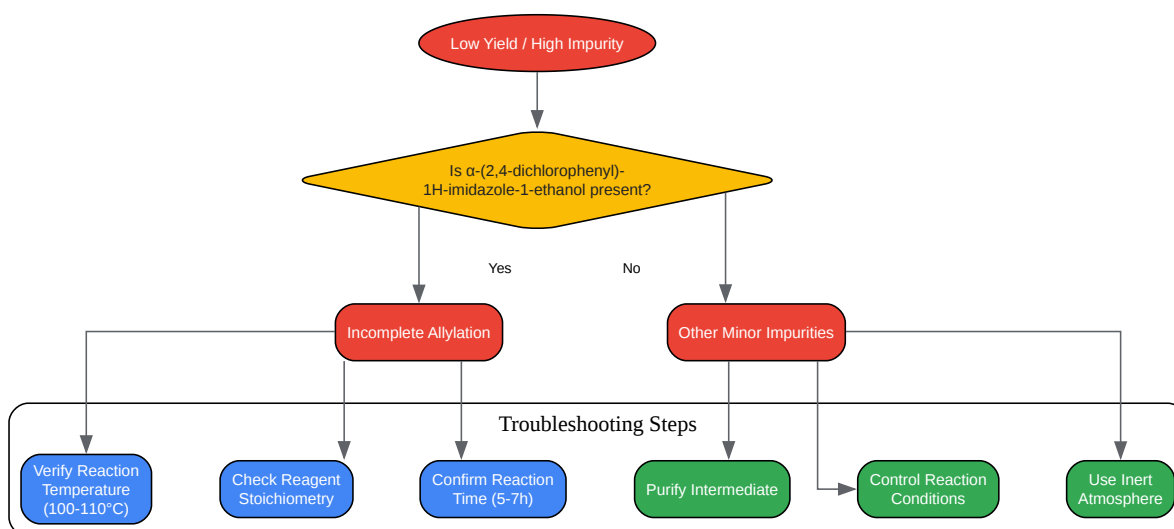 Low Yield / High Impurity
Is α-(2,4-dichlorophenyl)-
1H-imidazole-1-ethanol present?
Yes
No
Incomplete Allylation
Other Minor Impurities
Troubleshooting Steps
Verify Reaction
Temperature
(100-110°C)
Check Reagent
Stoichiometry
Confirm Reaction
Time (5-7h)
Purify Intermediate
Control Reaction
Conditions
Use Inert
Atmosphere